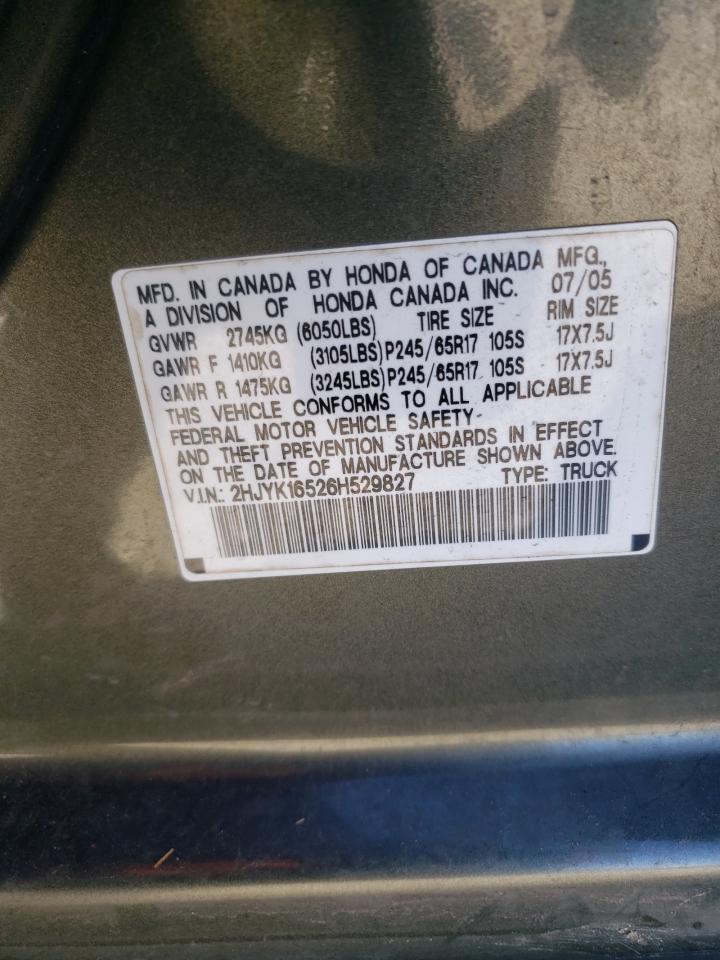 MFD. IN CANADA BY HONDA OF CANADA MFG.,
A DIVISION OF HONDA CANADA INC. 07/05
GVWR 2745KG (6050LBS) TIRE SIZE RIM SIZE
GAWR F 1410KG (3105LBS) P245/65R17 105S 17X7.5J
GAWR R 1475KG (3245LBS) P245/65R17 105S 17X7.5J
THIS VEHICLE CONFORMS TO ALL APPLICABLE
FEDERAL MOTOR VEHICLE SAFETY
AND THEFT PREVENTION STANDARDS IN EFFECT
ON THE DATE OF MANUFACTURE SHOWN ABOVE.
V.I.N.: 2HJYK16526H529827 TYPE: TRUCK